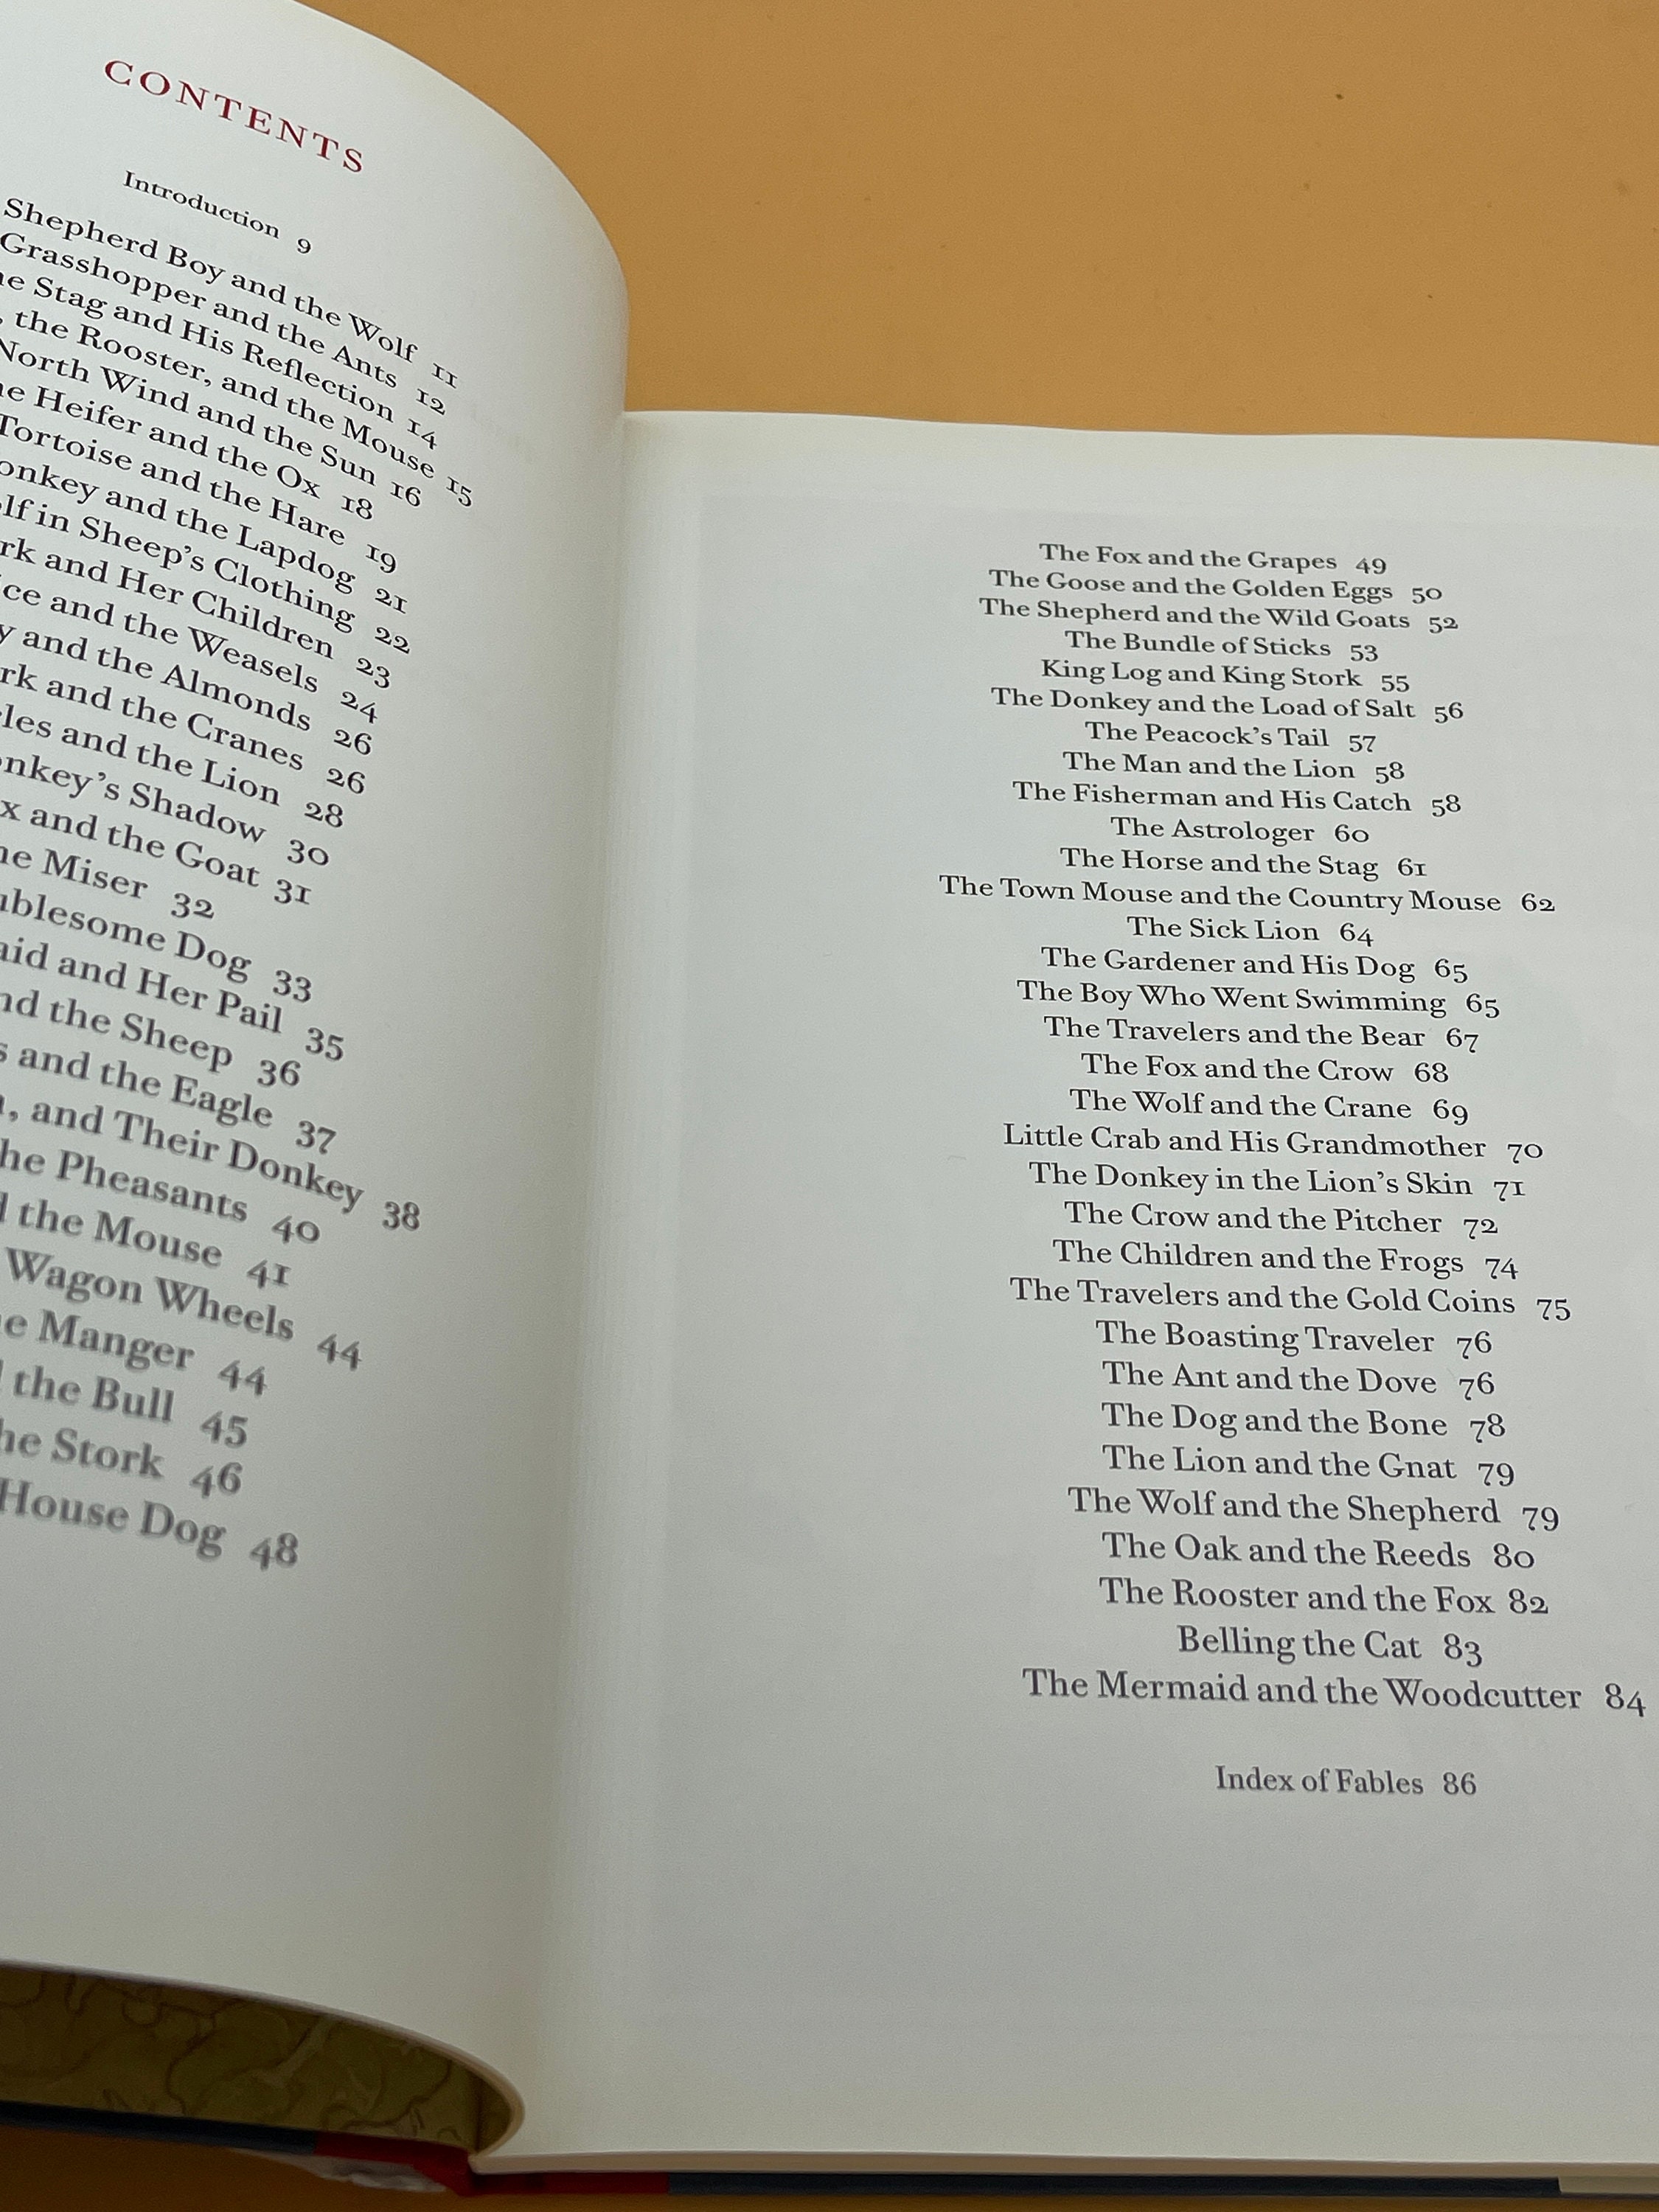 CONTENTS
Introduction 9
Shepherd Boy and the Wolf 11
Grasshopper and the Ants 12
Stag and His Reflection 14
, the Rooster, and the Mouse 15
North Wind and the Sun 16
Heifer and the Ox 18
Tortoise and the Hare 19
and the Lapdog 21
in Sheep's Clothing 22
and Her Children 23
and the Weasels 24
and the Almonds 26
and the Cranes 26
and the Lion 28
Shadow 30
and the Goat 31
Miser 32
Dog 33
and Her Pail 35
the Sheep 36
and the Eagle 37
, and Their Donkey 38
Pheasants 40
the Mouse 41
Wagon Wheels 44
Manger 44
the Bull 45
Stork 46
House Dog 48
The Fox and the Grapes 49
The Goose and the Golden Eggs 50
The Shepherd and the Wild Goats 52
The Bundle of Sticks 53
King Log and King Stork 55
The Donkey and the Load of Salt 56
The Peacock's Tail 57
The Man and the Lion 58
The Fisherman and His Catch 58
The Astrologer 60
The Horse and the Stag 61
The Town Mouse and the Country Mouse 62
The Sick Lion 64
The Gardener and His Dog 65
The Boy Who Went Swimming 65
The Travelers and the Bear 67
The Fox and the Crow 68
The Wolf and the Crane 69
Little Crab and His Grandmother 70
The Donkey in the Lion's Skin 71
The Crow and the Pitcher 72
The Children and the Frogs 74
The Travelers and the Gold Coins 75
The Boasting Traveler 76
The Ant and the Dove 76
The Dog and the Bone 78
The Lion and the Gnat 79
The Wolf and the Shepherd 79
The Oak and the Reeds 80
The Rooster and the Fox 82
Belling the Cat 83
The Mermaid and the Woodcutter 84
Index of Fables 86